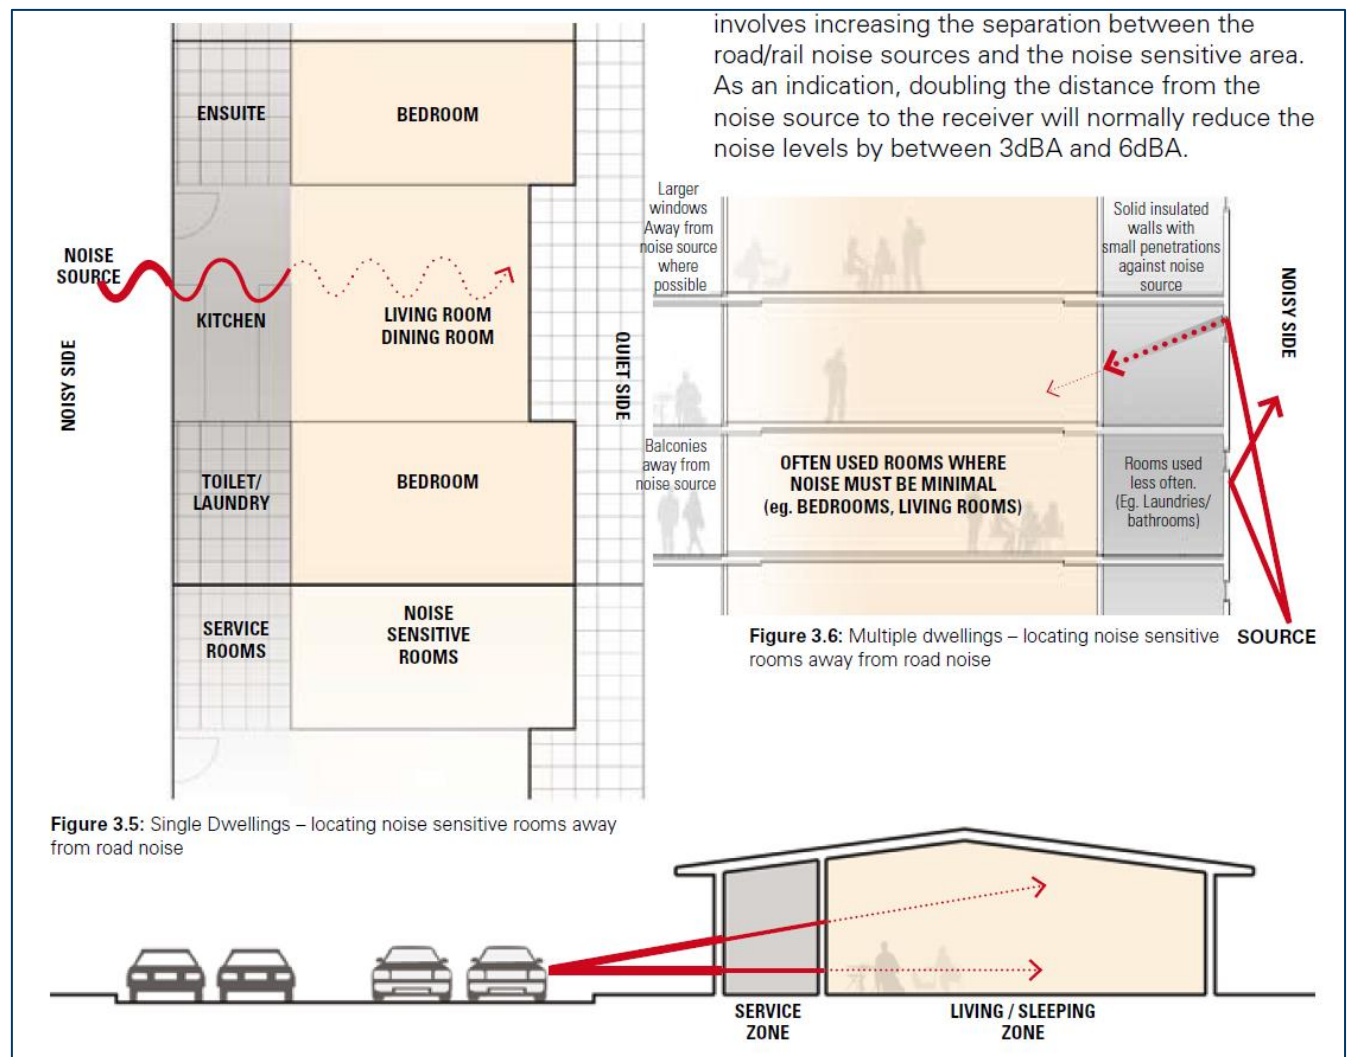 involves increasing the separation between the
road/rail noise sources and the noise sensitive area.
As an indication, doubling the distance from the
noise source to the receiver will normally reduce the
noise levels by between 3dBA and 6dBA.
ENSUITE
BEDROOM
NOISE
SOURCE
KITCHEN
LIVING ROOM
DINING ROOM
NOISY SIDE
QUIET SIDE
TOILET/
LAUNDRY
BEDROOM
SERVICE
ROOMS
NOISE
SENSITIVE
ROOMS
Figure 3.5: Single Dwellings – locating noise sensitive rooms away
from road noise
Larger
windows
Away from
noise source
where
possible
Solid insulated
walls with
small penetrations
against noise
source
NOISY SIDE
Balconies
away from
noise source
OFTEN USED ROOMS WHERE
NOISE MUST BE MINIMAL
(eg. BEDROOMS, LIVING ROOMS)
Rooms used
less often.
(Eg. Laundries/
bathrooms)
SOURCE
Figure 3.6: Multiple dwellings – locating noise sensitive
rooms away from road noise
SERVICE
ZONE
LIVING / SLEEPING
ZONE